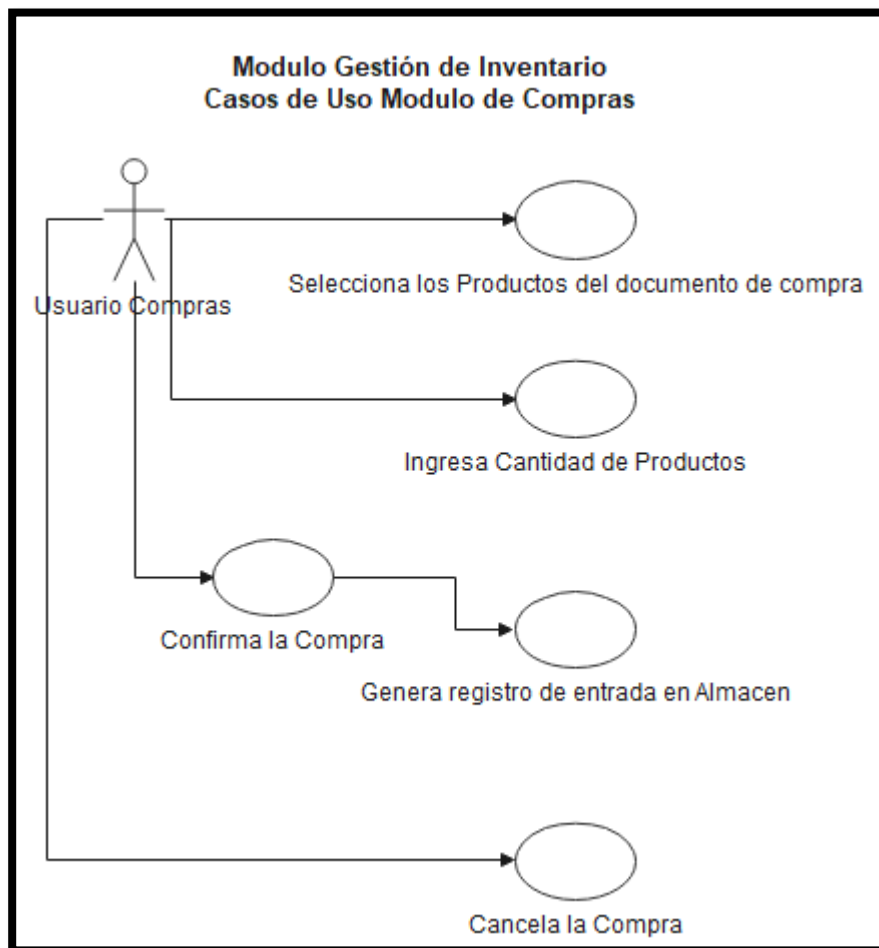 Modulo Gestión de Inventario
Casos de Uso Modulo de Compras
Selecciona los Productos del documento de compra
Usuario Compras
Ingresa Cantidad de Productos
Confirma la Compra
Genera registro de entrada en Almacen
Cancela la Compra